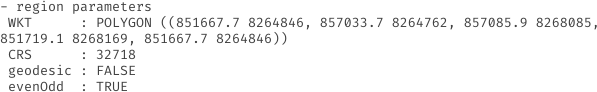 - region parameters
WKT      : POLYGON ((851667.7 8264846, 857033.7 8264762, 857085.9 8268085,
851719.1 8268169, 851667.7 8264846))
CRS      : 32718
geodesic : FALSE
evenOdd  : TRUE